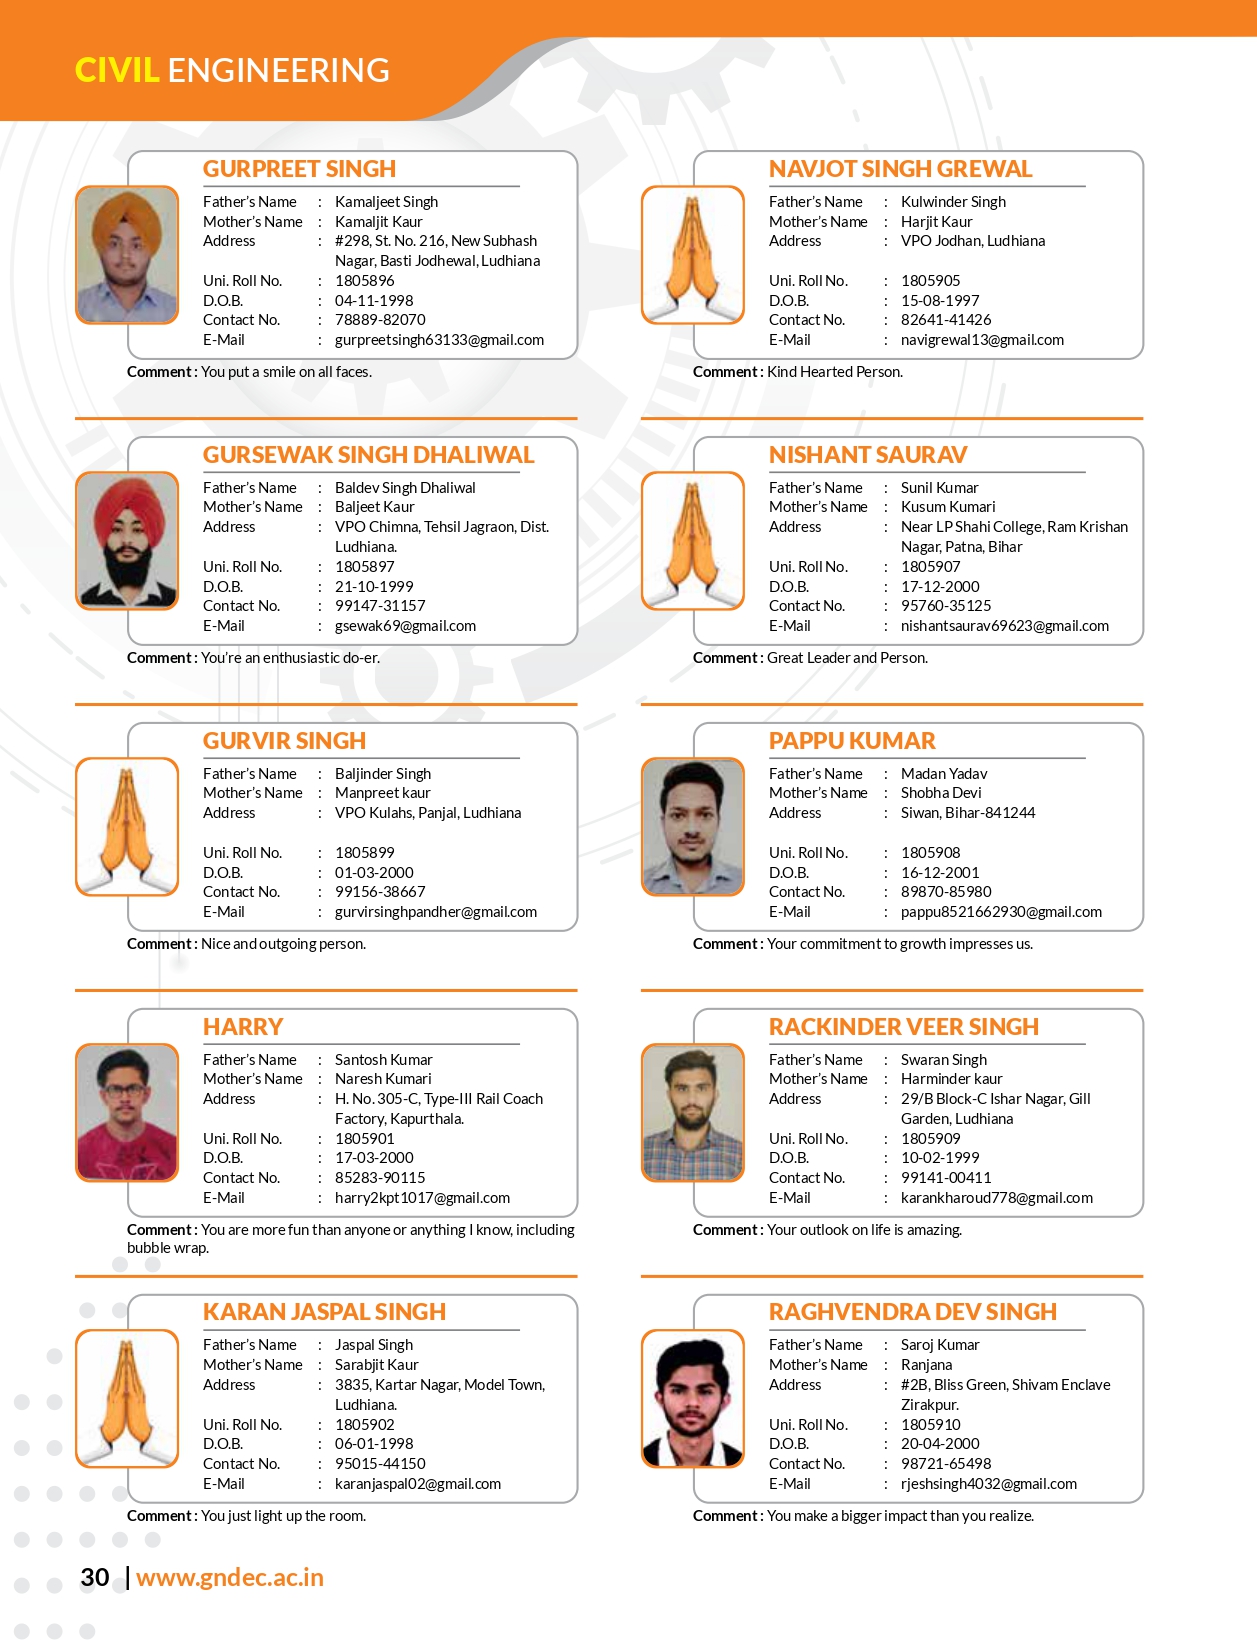 CIVIL ENGINEERING
GURPREET SINGH
Father's Name : Kamaljeet Singh
Mother's Name : Kamaljit Kaur
Address : #298, St. No. 216, New Subhash
Nagar, Basti Jodhewal, Ludhiana
Uni. Roll No. : 1805896
D.O.B. : 04-11-1998
Contact No. : 78889-82070
E-Mail : gurpreetsingh63133@gmail.com
Comment : You put a smile on all faces.
GURSEWAK SINGH DHALIWAL
Father's Name : Baldev Singh Dhaliwal
Mother's Name : Baljeet Kaur
Address : VPO Chimna, Tehsil Jagraon, Dist.
Ludhiana.
Uni. Roll No. : 1805897
D.O.B. : 21-10-1999
Contact No. : 99147-31157
E-Mail : gsewak69@gmail.com
Comment : You're an enthusiastic do-er.
GURVIR SINGH
Father's Name : Baljinder Singh
Mother's Name : Manpreet kaur
Address : VPO Kulahs, Panjal, Ludhiana
Uni. Roll No. : 1805899
D.O.B. : 01-03-2000
Contact No. : 99156-38667
E-Mail : gurvirsinghpandher@gmail.com
Comment : Nice and outgoing person.
HARRY
Father's Name : Santosh Kumar
Mother's Name : Naresh Kumari
Address : H. No. 305-C, Type-III Rail Coach
Factory, Kapurthala.
Uni. Roll No. : 1805901
D.O.B. : 17-03-2000
Contact No. : 85283-90115
E-Mail : harry2kpt1017@gmail.com
Comment : You are more fun than anyone or anything I know, including
bubble wrap.
KARAN JASPAL SINGH
Father's Name : Jaspal Singh
Mother's Name : Sarabjit Kaur
Address : 3835, Kartar Nagar, Model Town,
Ludhiana.
Uni. Roll No. : 1805902
D.O.B. : 06-01-1998
Contact No. : 95015-44150
E-Mail : karanjaspal02@gmail.com
Comment : You just light up the room.
NAVJOT SINGH GREWAL
Father's Name : Kulwinder Singh
Mother's Name : Harjit Kaur
Address : VPO Jodhan, Ludhiana
Uni. Roll No. : 1805905
D.O.B. : 15-08-1997
Contact No. : 82641-41426
E-Mail : navigrewal13@gmail.com
Comment : Kind Hearted Person.
NISHANT SAURAV
Father's Name : Sunil Kumar
Mother's Name : Kusum Kumari
Address : Near LP Shahi College, Ram Krishan
Nagar, Patna, Bihar
Uni. Roll No. : 1805907
D.O.B. : 17-12-2000
Contact No. : 95760-35125
E-Mail : nishantsaurav69623@gmail.com
Comment : Great Leader and Person.
PAPPU KUMAR
Father's Name : Madan Yadav
Mother's Name : Shobha Devi
Address : Siwan, Bihar-841244
Uni. Roll No. : 1805908
D.O.B. : 16-12-2001
Contact No. : 89870-85980
E-Mail : pappu8521662930@gmail.com
Comment : Your commitment to growth impresses us.
RACKINDER VEER SINGH
Father's Name : Swaran Singh
Mother's Name : Harminder kaur
Address : 29/B Block-C Ishar Nagar, Gill
Garden, Ludhiana
Uni. Roll No. : 1805909
D.O.B. : 10-02-1999
Contact No. : 99141-00411
E-Mail : karankharoud778@gmail.com
Comment : Your outlook on life is amazing.
RAGHVENDRA DEV SINGH
Father's Name : Saroj Kumar
Mother's Name : Ranjana
Address : #2B, Bliss Green, Shivam Enclave
Zirakpur.
Uni. Roll No. : 1805910
D.O.B. : 20-04-2000
Contact No. : 98721-65498
E-Mail : rjeshsingh4032@gmail.com
Comment : You make a bigger impact than you realize.
30 | www.gndec.ac.in